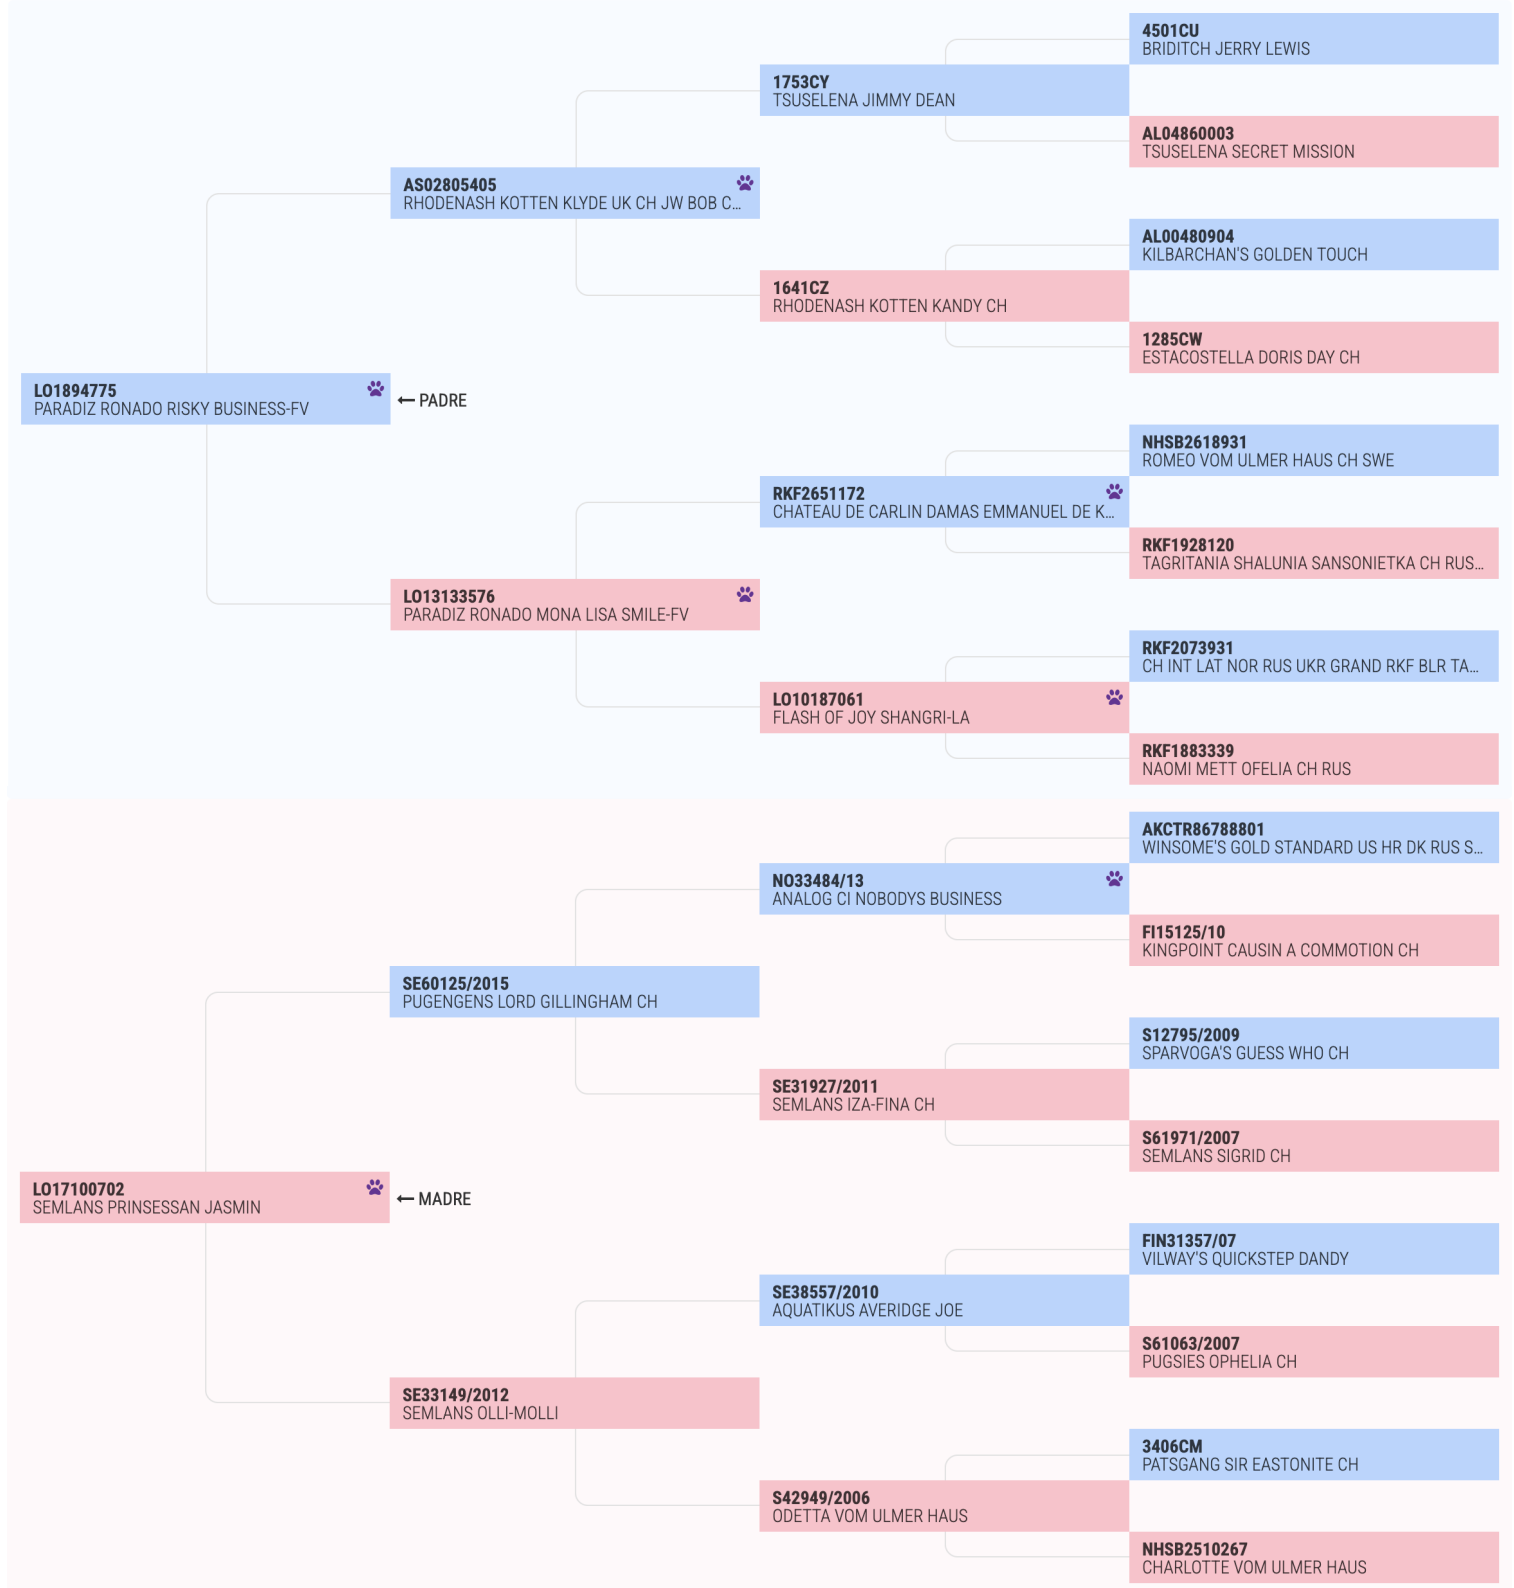 4501CU
BRIDITCH JERRY LEWIS
1753CY
TSUSELENA JIMMY DEAN
AL04860003
TSUSELENA SECRET MISSION
AS02805405
RHODENASH KOTTEN KLYDE UK CH JW BOB C...
AL00480904
KILBARCHAN'S GOLDEN TOUCH
1641CZ
RHODENASH KOTTEN KANDY CH
1285CW
ESTACOSTELLA DORIS DAY CH
LO1894775
PARADIZ RONADO RISKY BUSINESS-FV
← PADRE
NHSB2618931
ROMEO VOM ULMER HAUS CH SWE
RKF2651172
CHATEAU DE CARLIN DAMAS EMMANUEL DE K...
RKF1928120
TAGRITANIA SHALUNIA SANSONIETKA CH RUS...
LO13133576
PARADIZ RONADO MONA LISA SMILE-FV
RKF2073931
CH INT LAT NOR RUS UKR GRAND RKF BLR TA...
LO10187061
FLASH OF JOY SHANGRI-LA
RKF1883339
NAOMI METT OFELIA CH RUS
AKCTR86788801
WINSOME'S GOLD STANDARD US HR DK RUS S...
NO33484/13
ANALOG CI NOBODYS BUSINESS
FI15125/10
KINGPOINT CAUSIN A COMMOTION CH
SE60125/2015
PUGENGENS LORD GILLINGHAM CH
S12795/2009
SPARVOGA'S GUESS WHO CH
SE31927/2011
SEMLANS IZA-FINA CH
S61971/2007
SEMLANS SIGRID CH
LO17100702
SEMLANS PRINSESSAN JASMIN
← MADRE
FIN31357/07
VILWAY'S QUICKSTEP DANDY
SE38557/2010
AQUATIKUS AVERIDGE JOE
S61063/2007
PUGSIES OPHELIA CH
SE33149/2012
SEMLANS OLLI-MOLLI
3406CM
PATSGANG SIR EASTONITE CH
S42949/2006
ODETTA VOM ULMER HAUS
NHSB2510267
CHARLOTTE VOM ULMER HAUS